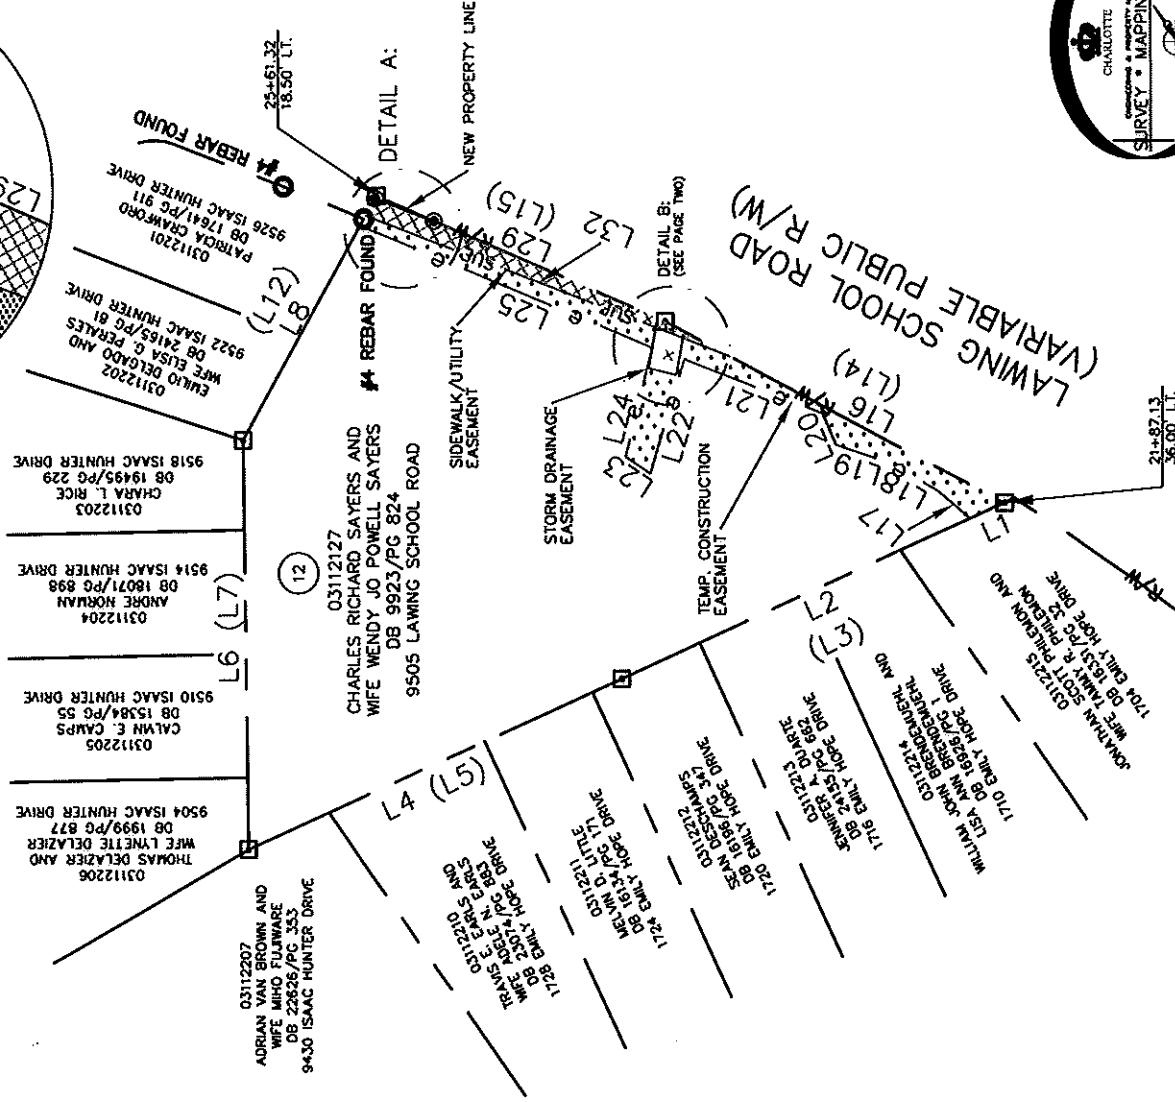 L29
CHARLOTTE
ENGINEERING & PROPERTY M
SURVEY * MAPPIN
25+61.32
18.50' LT.
#4 REBAR FOUND
DETAIL A:
NEW PROPERTY LINE
03112201
PATRICIA CRAWFORD
DB 17641/PG 911
9526 ISAAC HUNTER DRIVE
03112202
EMILIO DELGADO AND
WIFE ELISA G. PERALES
DB 24165/PG 81
9522 ISAAC HUNTER DRIVE
03112203
CHARA L. RICE
DB 19495/PG 229
9518 ISAAC HUNTER DRIVE
03112204
ANDRE NORMAN
DB 18071/PG 898
9514 ISAAC HUNTER DRIVE
03112205
CALVIN E. CAMPS
DB 15384/PG 55
9510 ISAAC HUNTER DRIVE
03112206
THOMAS DELAZIER AND
WIFE LYNETTE DELAZIER
DB 1999/PG 877
9504 ISAAC HUNTER DRIVE
03112207
ADRIAN VAN BROWN AND
WIFE MIHO FUJIWARE
DB 22626/PG 353
9430 ISAAC HUNTER DRIVE
(L12)
L8
L6 (L7)
#4 REBAR FOUND
12
03112127
CHARLES RICHARD SAYERS AND
WIFE WENDY JO POWELL SAYERS
DB 9923/PG 824
9505 LAWING SCHOOL ROAD
SIDEWALK/UTILITY
EASEMENT
STORM DRAINAGE
EASEMENT
TEMP. CONSTRUCTION
EASEMENT
DETAIL B:
(SEE PAGE TWO)
R/W
L29
(L15)
L32
SUE
SUE
L25
e
e
e
e
e
x
x
L24
L23
L22
L21
R/W
L20
L19
L18
L17
L16
(L14)
L1
LAWING SCHOOL ROAD
(VARIABLE PUBLIC R/W)
21+87.13
36.00' LT.
R/W
L2
(L3)
L4 (L5)
03112210
TRAVIS E. EARLS AND
WIFE ADELE N. EARLS
DB 23074/PG 883
1728 EMILY HOPE DRIVE
03112211
MELVIN D. LITTLE
DB 16134/PG 171
1724 EMILY HOPE DRIVE
03112212
SEAN DESCHAMPS
DB 16196/PG 347
1720 EMILY HOPE DRIVE
03112213
JENNIFER A. DUARTE
DB 24155/PG 662
1716 EMILY HOPE DRIVE
03112214
WILLIAM JOHN BRENDEMUEHL AND
LISA ANN BRENDEMUEHL
DB 16928/PG 1
1710 EMILY HOPE DRIVE
03112215
JONATHAN SCOTT PHILEMON AND
WIFE TAMMY R. PHILEMON
DB 16331/PG 32
1704 EMILY HOPE DRIVE